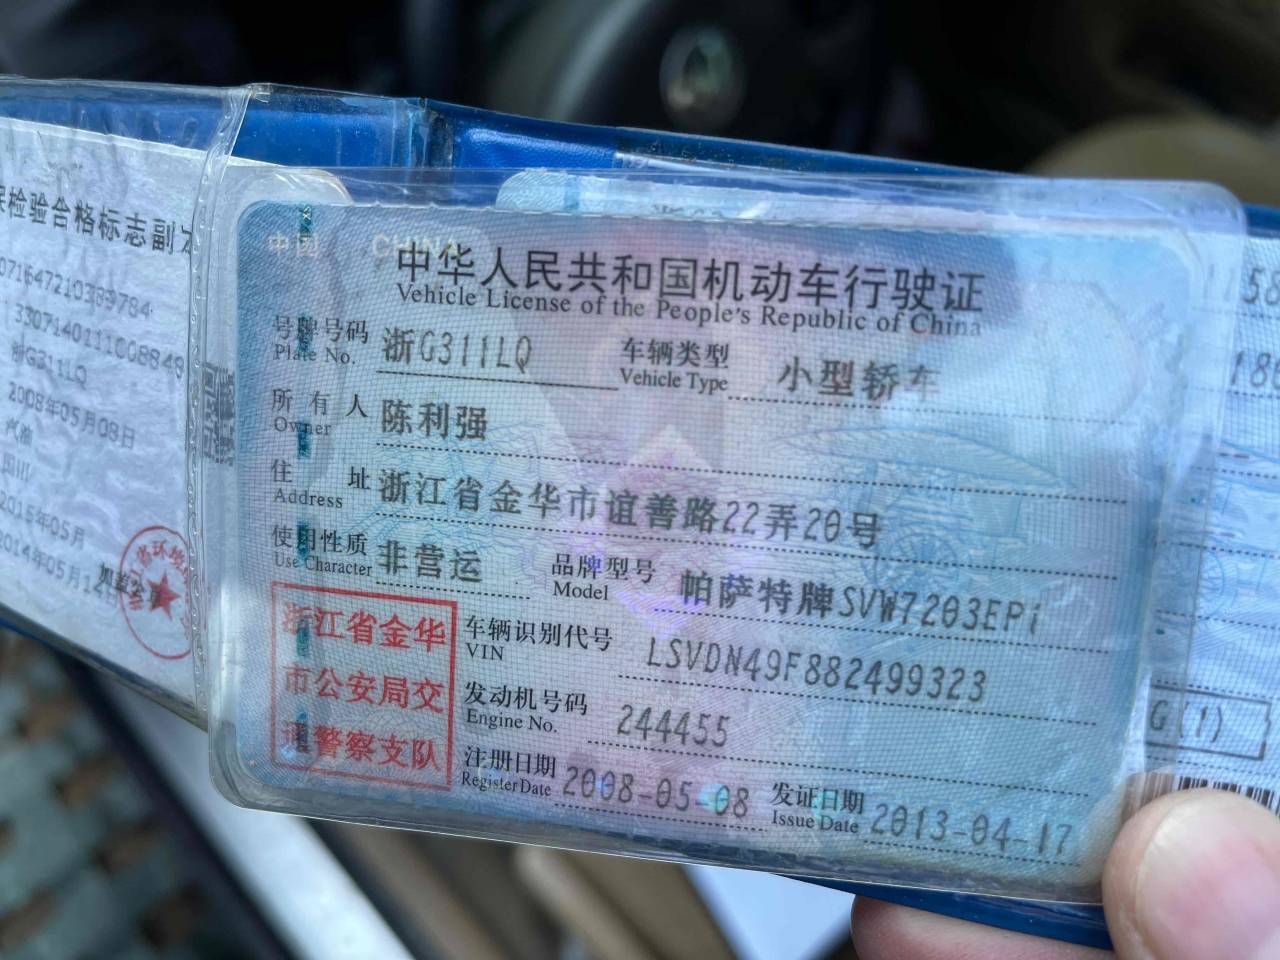 检验合格标志副
3307140111008849
浙G311LQ
2008年05月08日
汽油
国Ⅲ
2015年05月
2014年05月
中国 CHINA
中华人民共和国机动车行驶证
Vehicle License of the People's Republic of China
号牌号码 浙G311LQ 车辆类型 小型轿车
Plate No. Vehicle Type
所有人 陈利强
Owner
住址 浙江省金华市谊善路22弄20号
Address
使用性质 非营运 品牌型号 帕萨特牌SVW7203EPi
Use Character Model
浙江省金华
市公安局交
通警察支队
车辆识别代号 LSVDN49F882499323
VIN
发动机号码 244455
Engine No.
注册日期 2008-05-08 发证日期 2013-04-17
Register Date Issue Date
G(1)